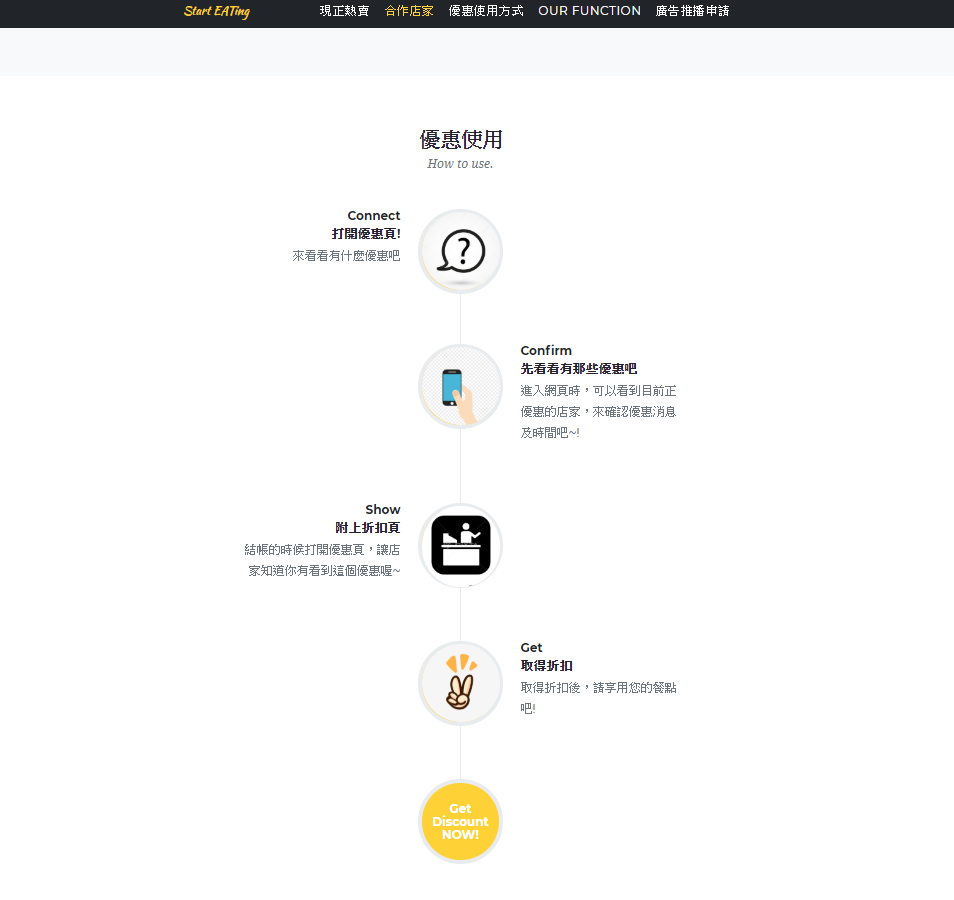 Start EATing
現正熱賣 合作店家 優惠使用方式 OUR FUNCTION 廣告推播申請
優惠使用
How to use.
Connect
打開優惠頁!
來看看有什麼優惠吧
?
Confirm
先看看有那些優惠吧
進入網頁時，可以看到目前正
優惠的店家，來確認優惠消息
及時間吧~!
Show
附上折扣頁
結帳的時候打開優惠頁，讓店
家知道你有看到這個優惠喔~
Get
取得折扣
取得折扣後，請享用您的餐點
吧!
Get
Discount
NOW!